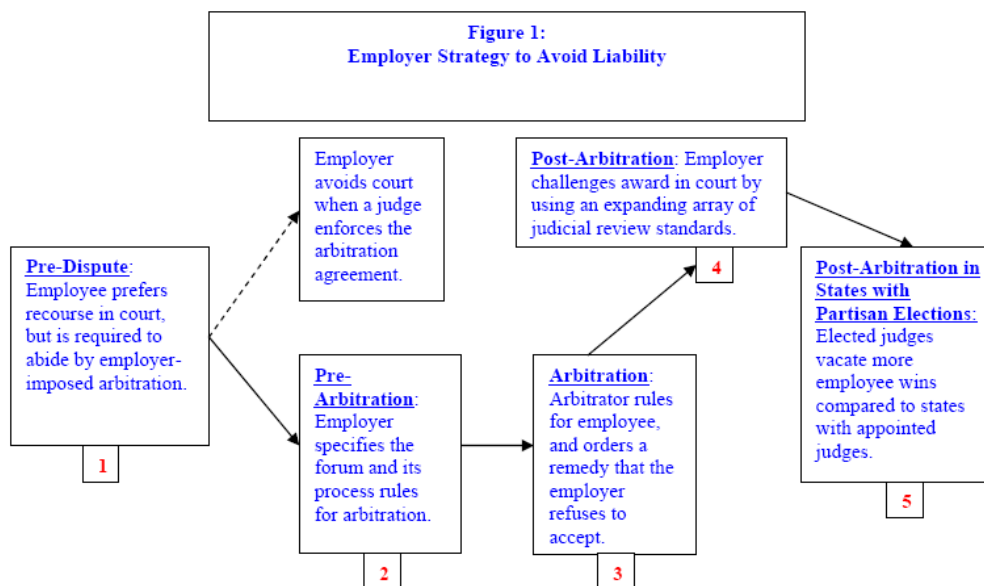 Figure 1:
Employer Strategy to Avoid Liability
Employer
avoids court
when a judge
enforces the
arbitration
agreement.
Post-Arbitration: Employer
challenges award in court by
using an expanding array of
judicial review standards.
4
Pre-Dispute:
Employee prefers
recourse in court,
but is required to
abide by employer-
imposed arbitration.
1
Pre-
Arbitration:
Employer
specifies the
forum and its
process rules
for arbitration.
2
Arbitration:
Arbitrator rules
for employee,
and orders a
remedy that the
employer
refuses to
accept.
3
Post-Arbitration in
States with
Partisan Elections:
Elected judges
vacate more
employee wins
compared to states
with appointed
judges.
5